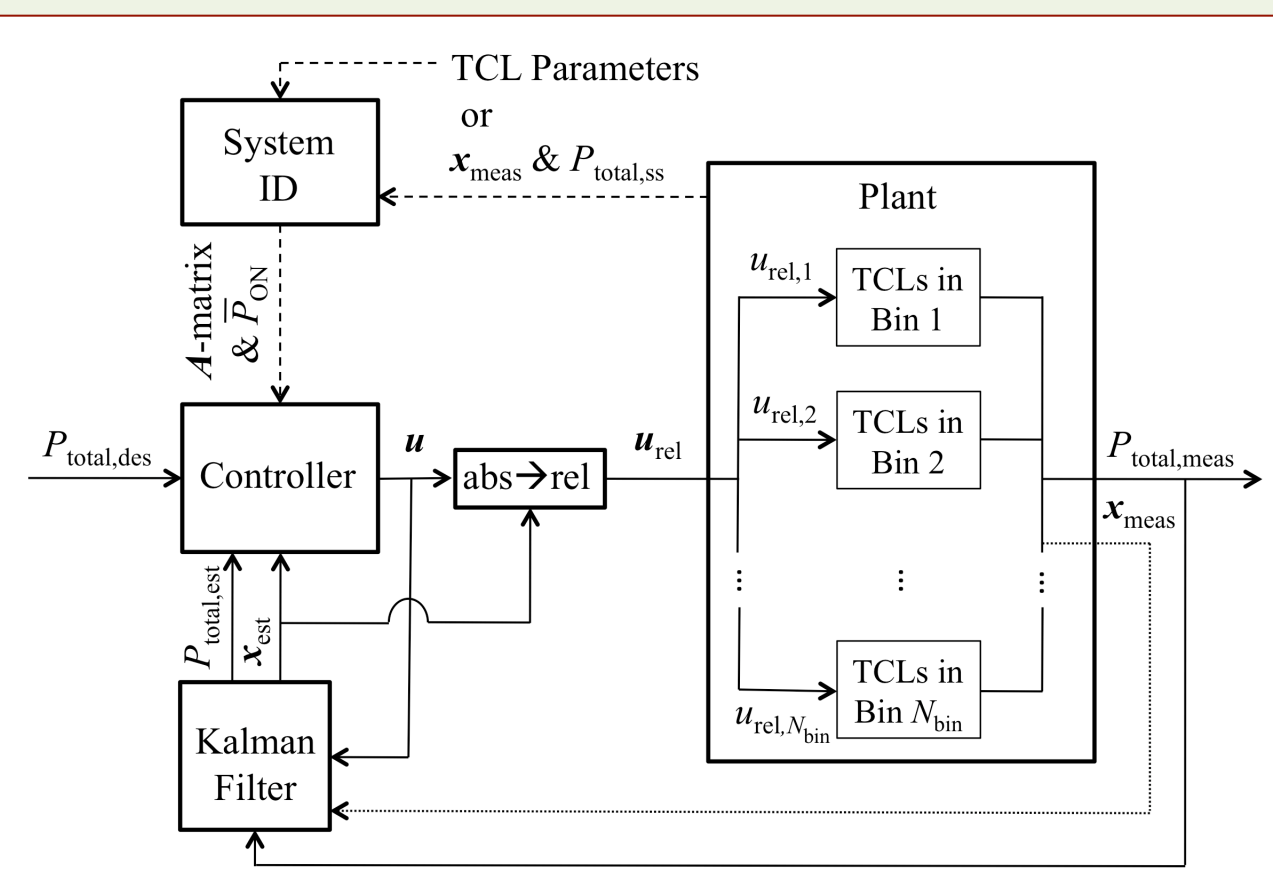 TCL Parameters
or
x_meas & P_total,ss
System
ID
Plant
A-matrix
& P̅_ON
u_rel,1
TCLs in
Bin 1
u_rel,2
TCLs in
Bin 2
P_total,des
Controller
u
abs→rel
u_rel
P_total,meas
x_meas
P_total,est
x_est
⋮ ⋮ ⋮
TCLs in
Bin N_bin
u_rel,N_bin
Kalman
Filter